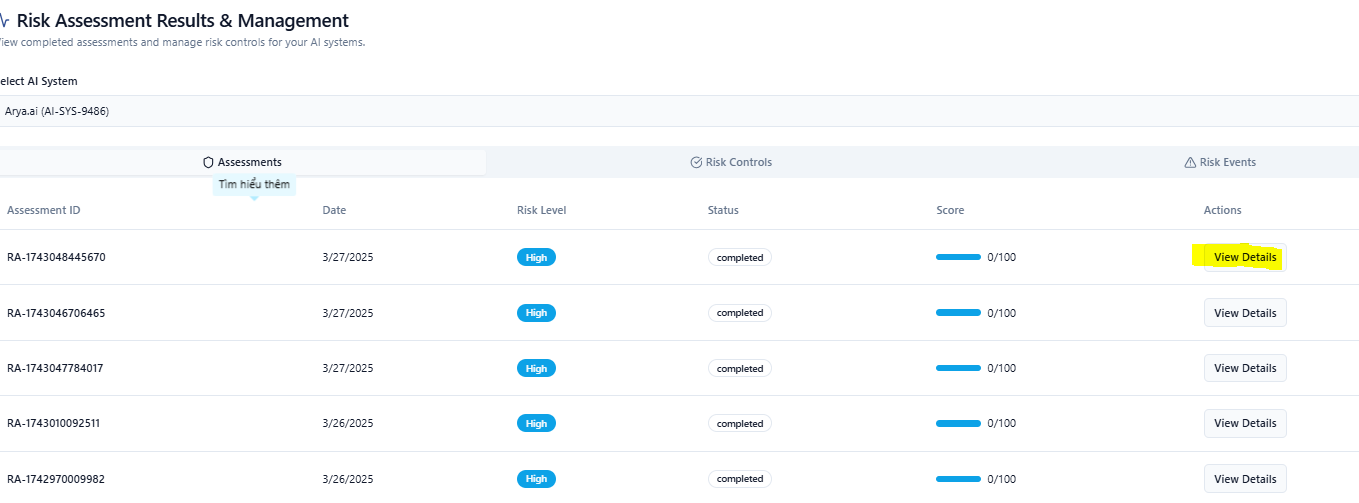 Risk Assessment Results & Management
View completed assessments and manage risk controls for your AI systems.
elect AI System
Arya.ai (AI-SYS-9486)
Assessments
Risk Controls
Risk Events
Tìm hiểu thêm
Assessment ID Date Risk Level Status Score Actions
RA-1743048445670 3/27/2025 High completed 0/100 View Details
RA-1743046706465 3/27/2025 High completed 0/100 View Details
RA-1743047784017 3/27/2025 High completed 0/100 View Details
RA-1743010092511 3/26/2025 High completed 0/100 View Details
RA-1742970009982 3/26/2025 High completed 0/100 View Details